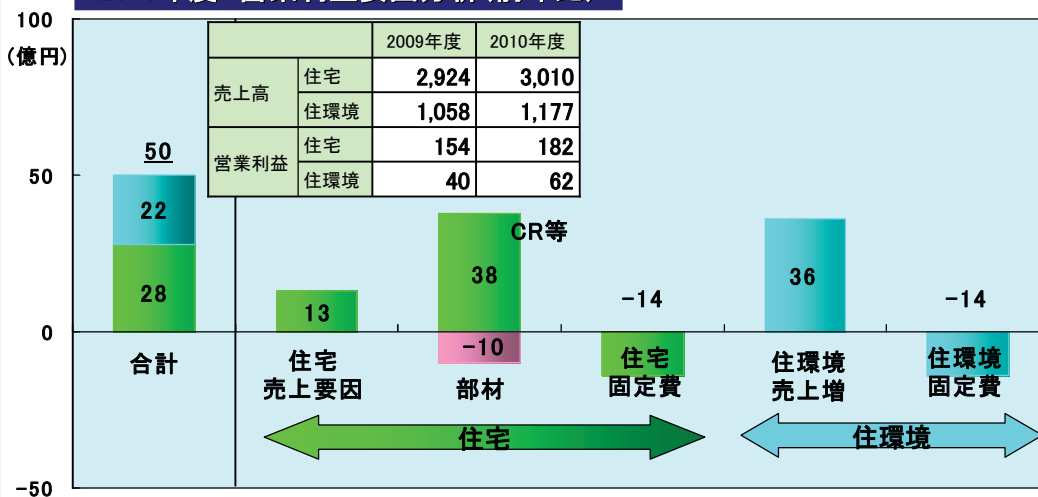 100
(億円)
2009年度 2010年度
売上高 住宅 2,924 3,010
住環境 1,058 1,177
営業利益 住宅 154 182
住環境 40 62
50
50
22
28
CR等
38
13
-10
-14
36
-14
0
合計
住宅
売上要因
部材
住宅
固定費
住環境
売上増
住環境
固定費
住宅
住環境
-50